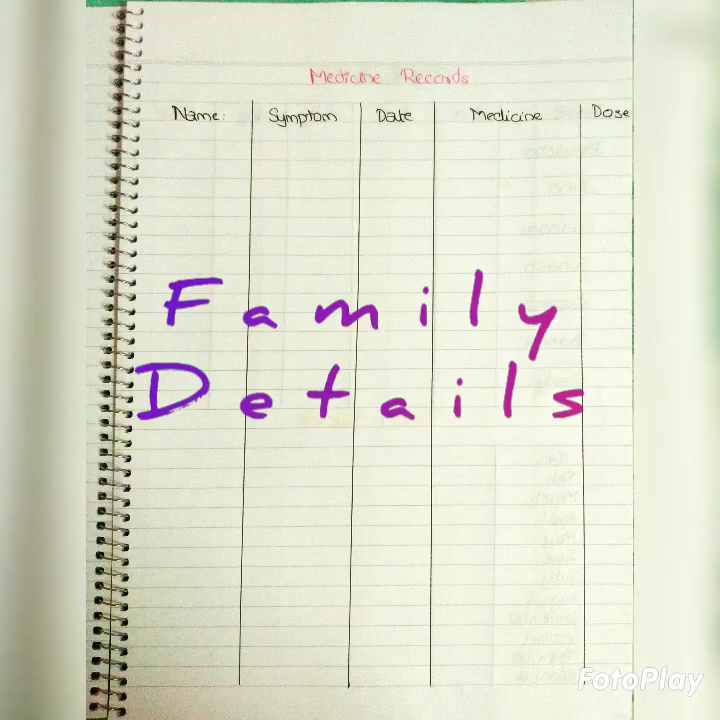 Medicine Records
Name: Symptom Date Medicine Dose
Family
Details
FotoPlay